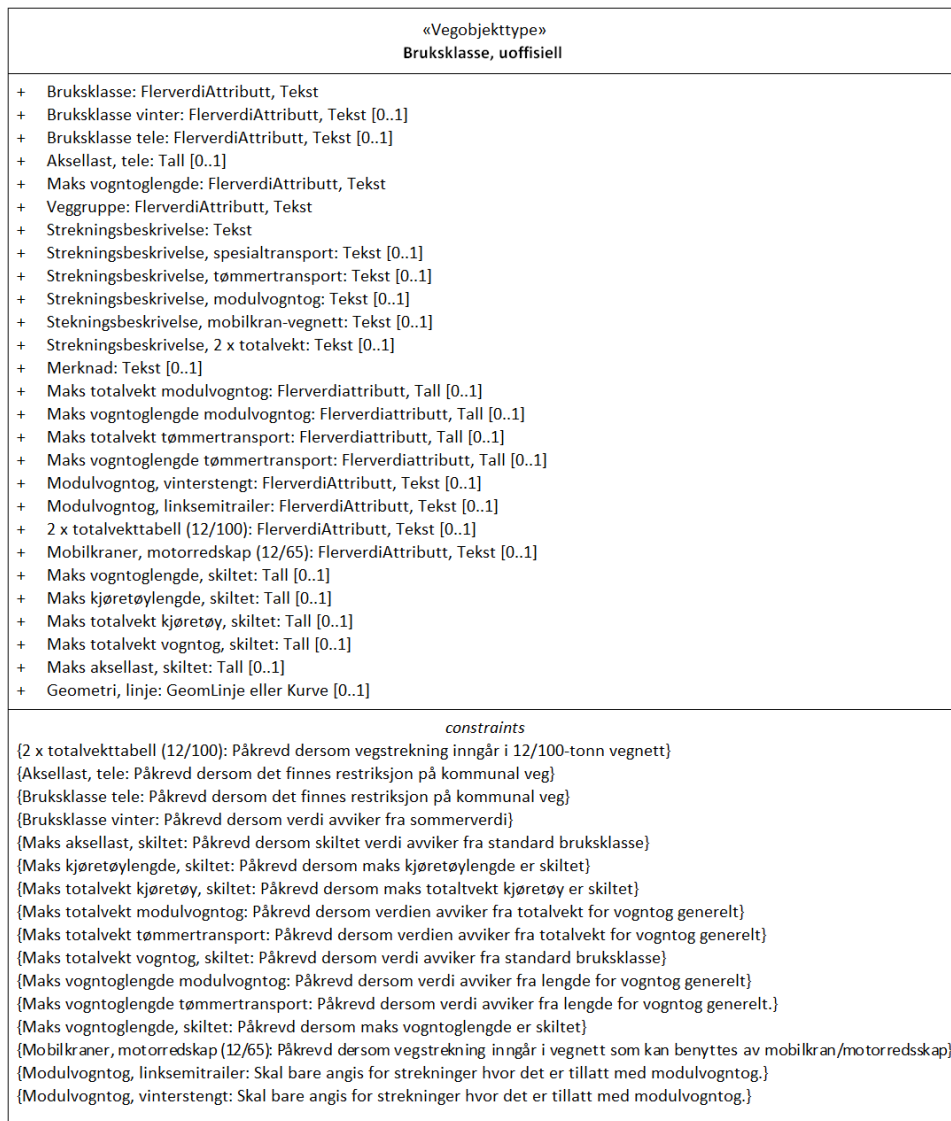 «Vegobjekttype»
Bruksklasse, uoffisiell
+ Bruksklasse: FlerverdiAttributt, Tekst
+ Bruksklasse vinter: FlerverdiAttributt, Tekst [0..1]
+ Bruksklasse tele: FlerverdiAttributt, Tekst [0..1]
+ Aksellast, tele: Tall [0..1]
+ Maks vogntoglengde: FlerverdiAttributt, Tekst
+ Veggruppe: FlerverdiAttributt, Tekst
+ Strekningsbeskrivelse: Tekst
+ Strekningsbeskrivelse, spesialtransport: Tekst [0..1]
+ Strekningsbeskrivelse, tømmertransport: Tekst [0..1]
+ Strekningsbeskrivelse, modulvogntog: Tekst [0..1]
+ Stekningsbeskrivelse, mobilkran-vegnett: Tekst [0..1]
+ Strekningsbeskrivelse, 2 x totalvekt: Tekst [0..1]
+ Merknad: Tekst [0..1]
+ Maks totalvekt modulvogntog: Flerverdiattributt, Tall [0..1]
+ Maks vogntoglengde modulvogntog: Flerverdiattributt, Tall [0..1]
+ Maks totalvekt tømmertransport: Flerverdiattributt, Tall [0..1]
+ Maks vogntoglengde tømmertransport: Flerverdiattributt, Tall [0..1]
+ Modulvogntog, vinterstengt: FlerverdiAttributt, Tekst [0..1]
+ Modulvogntog, linksemitrailer: FlerverdiAttributt, Tekst [0..1]
+ 2 x totalvekttabell (12/100): FlerverdiAttributt, Tekst [0..1]
+ Mobilkraner, motorredskap (12/65): FlerverdiAttributt, Tekst [0..1]
+ Maks vogntoglengde, skiltet: Tall [0..1]
+ Maks kjøretøylengde, skiltet: Tall [0..1]
+ Maks totalvekt kjøretøy, skiltet: Tall [0..1]
+ Maks totalvekt vogntog, skiltet: Tall [0..1]
+ Maks aksellast, skiltet: Tall [0..1]
+ Geometri, linje: GeomLinje eller Kurve [0..1]
constraints
{2 x totalvekttabell (12/100): Påkrevd dersom vegstrekning inngår i 12/100-tonn vegnett}
{Aksellast, tele: Påkrevd dersom det finnes restriksjon på kommunal veg}
{Bruksklasse tele: Påkrevd dersom det finnes restriksjon på kommunal veg}
{Bruksklasse vinter: Påkrevd dersom verdi avviker fra sommerverdi}
{Maks aksellast, skiltet: Påkrevd dersom skiltet verdi avviker fra standard bruksklasse}
{Maks kjøretøylengde, skiltet: Påkrevd dersom maks kjøretøylengde er skiltet}
{Maks totalvekt kjøretøy, skiltet: Påkrevd dersom maks totaltvekt kjøretøy er skiltet}
{Maks totalvekt modulvogntog: Påkrevd dersom verdien avviker fra totalvekt for vogntog generelt}
{Maks totalvekt tømmertransport: Påkrevd dersom verdien avviker fra totalvekt for vogntog generelt}
{Maks totalvekt vogntog, skiltet: Påkrevd dersom verdi avviker fra standard bruksklasse}
{Maks vogntoglengde modulvogntog: Påkrevd dersom verdi avviker fra lengde for vogntog generelt}
{Maks vogntoglengde tømmertransport: Påkrevd dersom verdi avviker fra lengde for vogntog generelt.}
{Maks vogntoglengde, skiltet: Påkrevd dersom maks vogntoglengde er skiltet}
{Mobilkraner, motorredskap (12/65): Påkrevd dersom vegstrekning inngår i vegnett som kan benyttes av mobilkran/motorredsskap}
{Modulvogntog, linksemitrailer: Skal bare angis for strekninger hvor det er tillatt med modulvogntog.}
{Modulvogntog, vinterstengt: Skal bare angis for strekninger hvor det er tillatt med modulvogntog.}